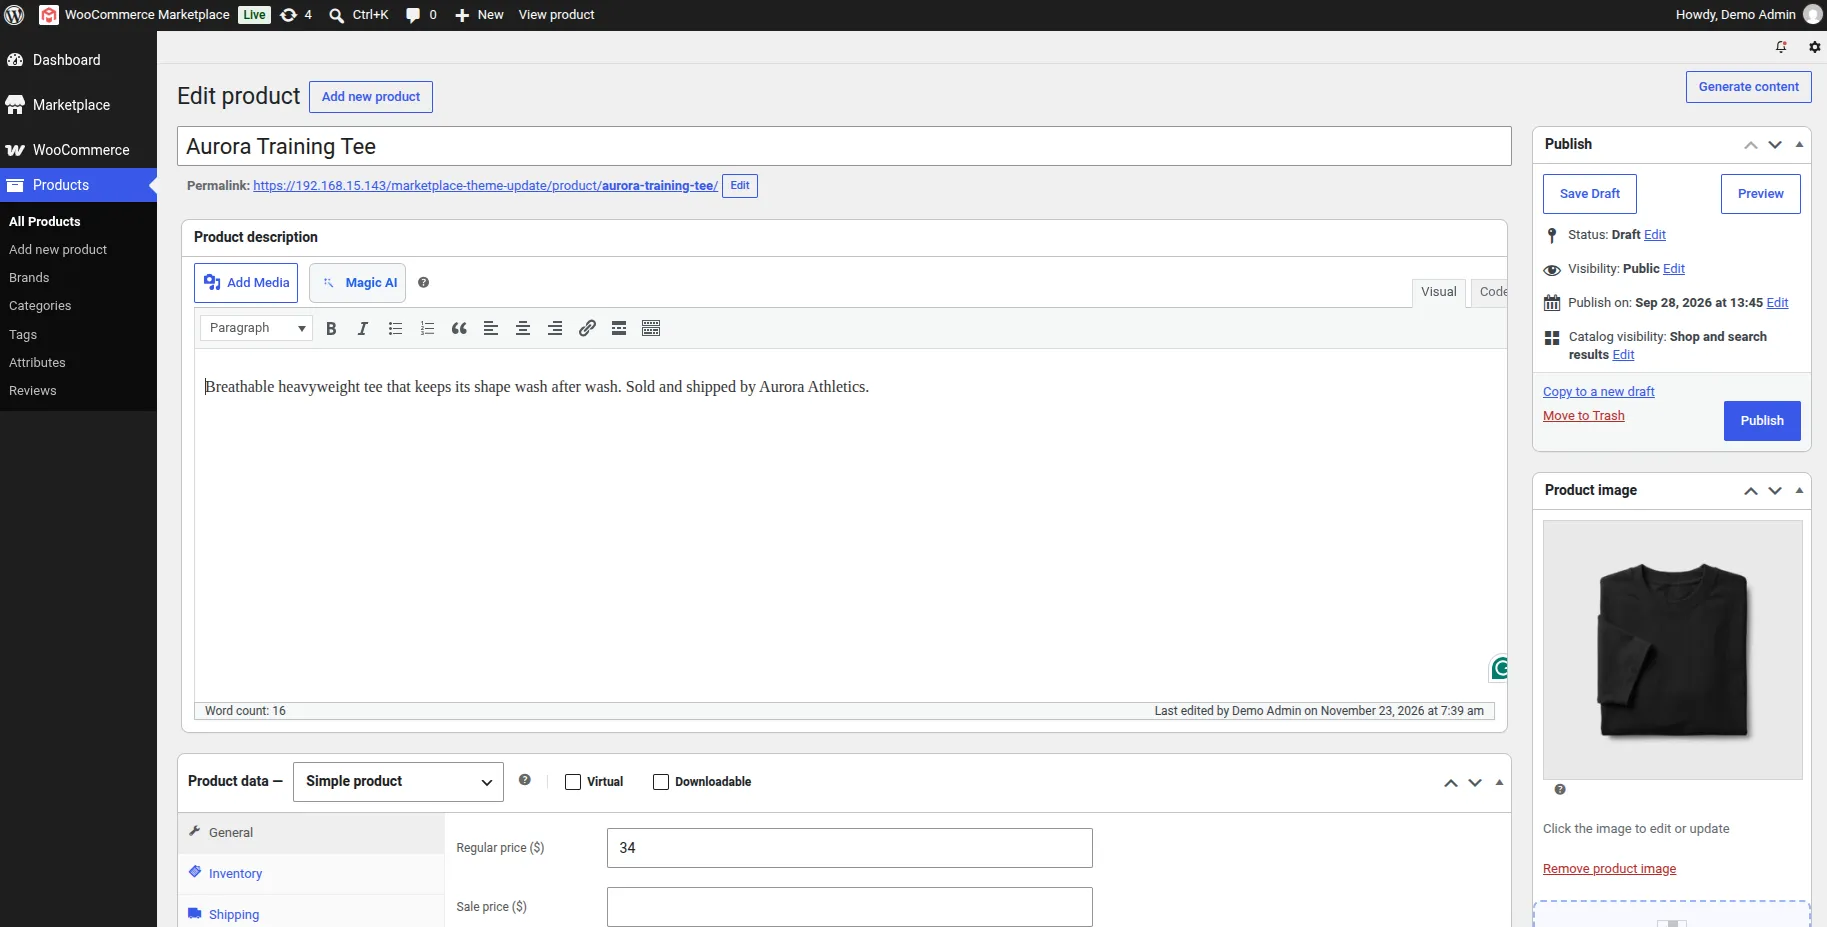 WooCommerce Marketplace Live 4 Ctrl+K 0 New View product Howdy, Demo Admin
Dashboard
Marketplace
WooCommerce
Products
All Products
Add new product
Brands
Categories
Tags
Attributes
Reviews
Edit product Add new product
Generate content
Aurora Training Tee
Permalink: https://192.168.15.143/marketplace-theme-update/product/aurora-training-tee/ Edit
Product description
Add Media Magic AI
Visual Code
Paragraph
Breathable heavyweight tee that keeps its shape wash after wash. Sold and shipped by Aurora Athletics.
Word count: 16 Last edited by Demo Admin on November 23, 2026 at 7:39 am
Product data — Simple product Virtual Downloadable
General
Inventory
Shipping
Regular price ($) 34
Sale price ($)
Publish
Save Draft Preview
Status: Draft Edit
Visibility: Public Edit
Publish on: Sep 28, 2026 at 13:45 Edit
Catalog visibility: Shop and search
results Edit
Copy to a new draft
Move to Trash
Publish
Product image
Click the image to edit or update
Remove product image